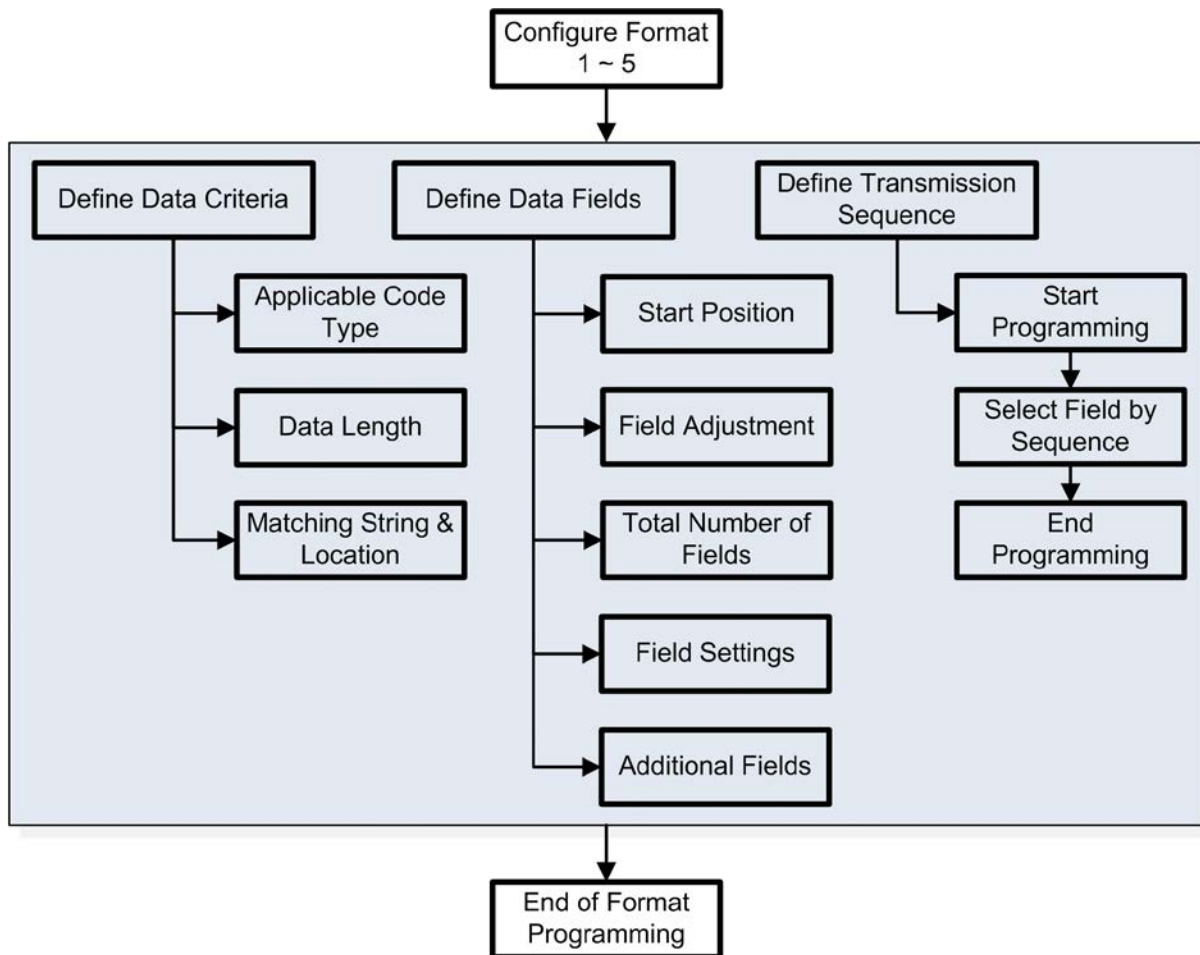 Configure Format
1 ~ 5
Define Data Criteria
Applicable Code
Type
Data Length
Matching String &
Location
Define Data Fields
Start Position
Field Adjustment
Total Number of
Fields
Field Settings
Additional Fields
Define Transmission
Sequence
Start
Programming
Select Field by
Sequence
End
Programming
End of Format
Programming